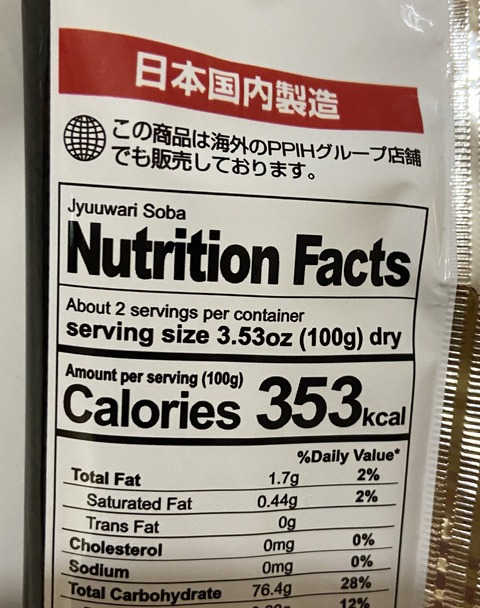 日本国内製造
この商品は海外のPPIHグループ店舗
でも販売しております。
Jyuuwari Soba
Nutrition Facts
About 2 servings per container
serving size 3.53oz (100g) dry
Amount per serving (100g)
Calories 353kcal
%Daily Value*
Total Fat 1.7g 2%
Saturated Fat 0.44g 2%
Trans Fat 0g
Cholesterol 0mg 0%
Sodium 0mg 0%
Total Carbohydrate 76.4g 28%
12%